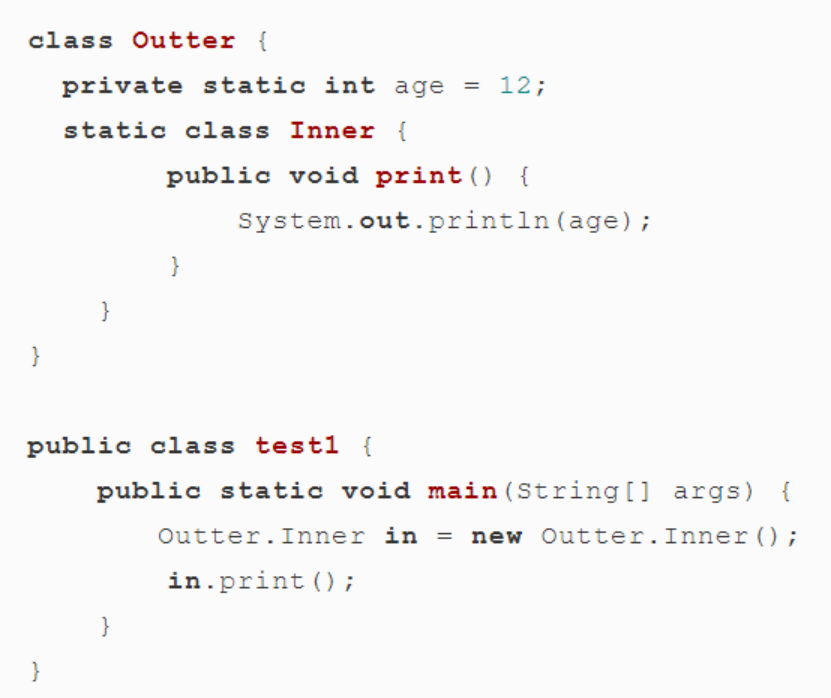 class Outter {
private static int age = 12;
static class Inner {
public void print() {
System.out.println(age);
}
}
}
public class test1 {
public static void main(String[] args) {
Outter.Inner in = new Outter.Inner();
in.print();
}
}